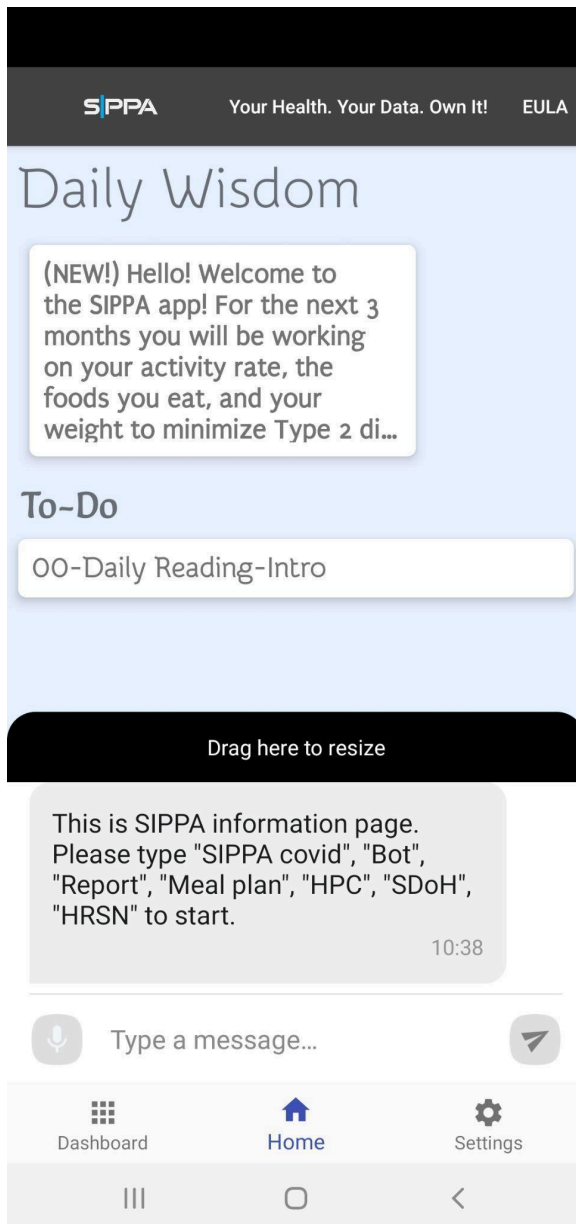 SIPPA Your Health. Your Data. Own It! EULA
Daily Wisdom
(NEW!) Hello! Welcome to
the SIPPA app! For the next 3
months you will be working
on your activity rate, the
foods you eat, and your
weight to minimize Type 2 di...
To-Do
00-Daily Reading-Intro
Drag here to resize
This is SIPPA information page.
Please type "SIPPA covid", "Bot",
"Report", "Meal plan", "HPC", "SDoH",
"HRSN" to start.
10:38
Type a message...
Dashboard Home Settings